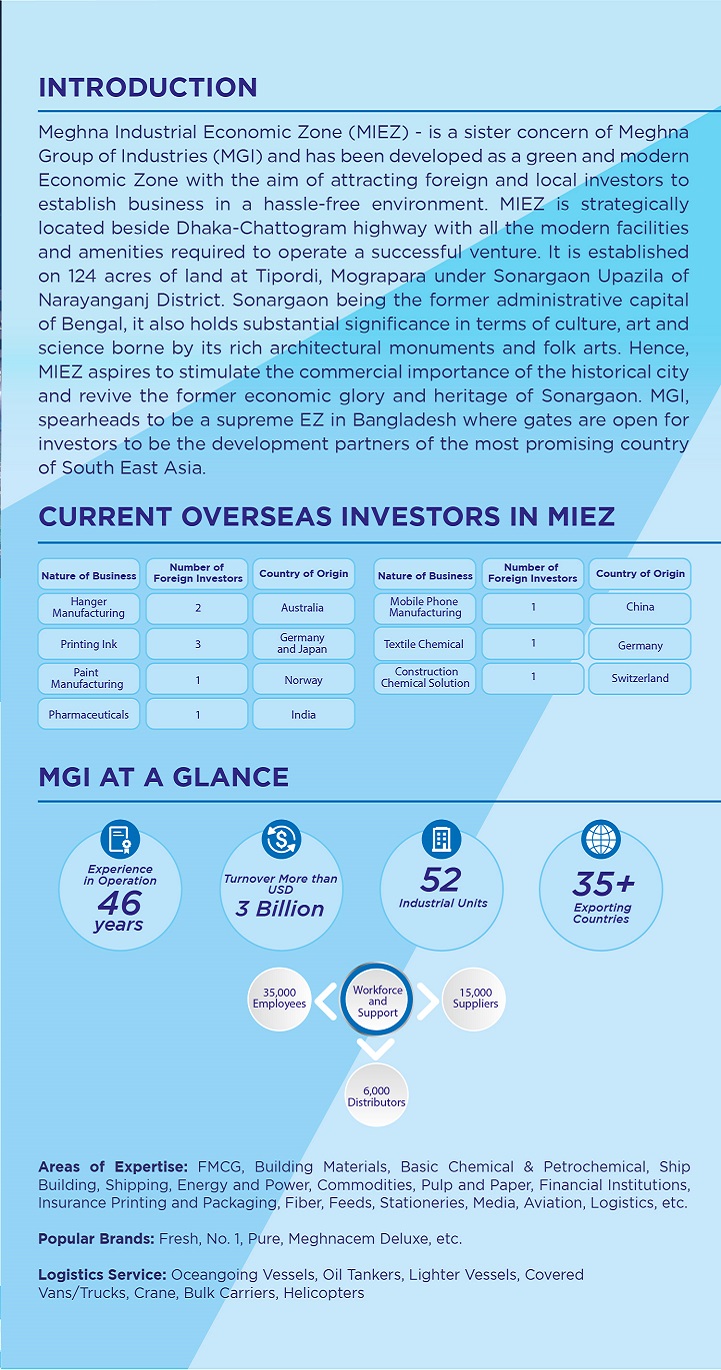 INTRODUCTION
Meghna Industrial Economic Zone (MIEZ) - is a sister concern of Meghna
Group of Industries (MGI) and has been developed as a green and modern
Economic Zone with the aim of attracting foreign and local investors to
establish business in a hassle-free environment. MIEZ is strategically
located beside Dhaka-Chattogram highway with all the modern facilities
and amenities required to operate a successful venture. It is established
on 124 acres of land at Tipordi, Mograpara under Sonargaon Upazila of
Narayanganj District. Sonargaon being the former administrative capital
of Bengal, it also holds substantial significance in terms of culture, art and
science borne by its rich architectural monuments and folk arts. Hence,
MIEZ aspires to stimulate the commercial importance of the historical city
and revive the former economic glory and heritage of Sonargaon. MGI,
spearheads to be a supreme EZ in Bangladesh where gates are open for
investors to be the development partners of the most promising country
of South East Asia.
CURRENT OVERSEAS INVESTORS IN MIEZ
Nature of Business
Number of
Foreign Investors
Country of Origin
Hanger
Manufacturing
2
Australia
Printing Ink
3
Germany
and Japan
Paint
Manufacturing
1
Norway
Pharmaceuticals
1
India
Nature of Business
Number of
Foreign Investors
Country of Origin
Mobile Phone
Manufacturing
1
China
Textile Chemical
1
Germany
Construction
Chemical Solution
1
Switzerland
MGI AT A GLANCE
Experience
in Operation
46
years
Turnover More than
USD
3 Billion
52
Industrial Units
35+
Exporting
Countries
35,000
Employees
Workforce
and
Support
15,000
Suppliers
6,000
Distributors
Areas of Expertise: FMCG, Building Materials, Basic Chemical & Petrochemical, Ship
Building, Shipping, Energy and Power, Commodities, Pulp and Paper, Financial Institutions,
Insurance Printing and Packaging, Fiber, Feeds, Stationeries, Media, Aviation, Logistics, etc.
Popular Brands: Fresh, No. 1, Pure, Meghnacem Deluxe, etc.
Logistics Service: Oceangoing Vessels, Oil Tankers, Lighter Vessels, Covered
Vans/Trucks, Crane, Bulk Carriers, Helicopters